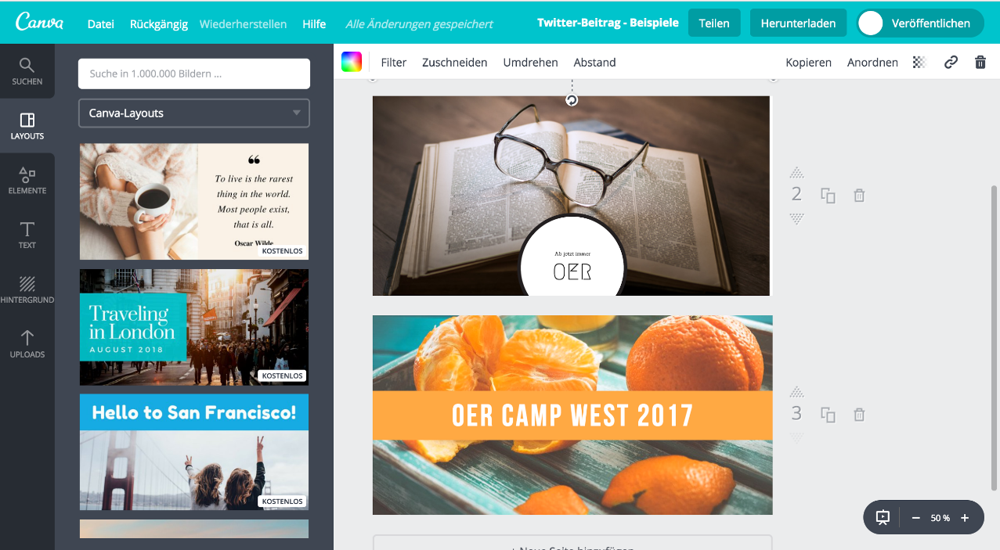 Canva
Datei
Rückgängig
Wiederherstellen
Hilfe
Alle Änderungen gespeichert
Twitter-Beitrag - Beispiele
Teilen
Herunterladen
Veröffentlichen
SUCHEN
LAYOUTS
ELEMENTE
TEXT
HINTERGRUND
UPLOADS
Suche in 1.000.000 Bildern ...
Canva-Layouts
To live is the rarest
thing in the world.
Most people exist,
that is all.
Oscar Wilde
KOSTENLOS
Traveling
in London
AUGUST 2018
KOSTENLOS
Hello to San Francisco!
KOSTENLOS
Filter
Zuschneiden
Umdrehen
Abstand
Kopieren
Anordnen
Ab jetzt immer
OER
2
OER CAMP WEST 2017
3
+ Neue Seite hinzufügen
50 %